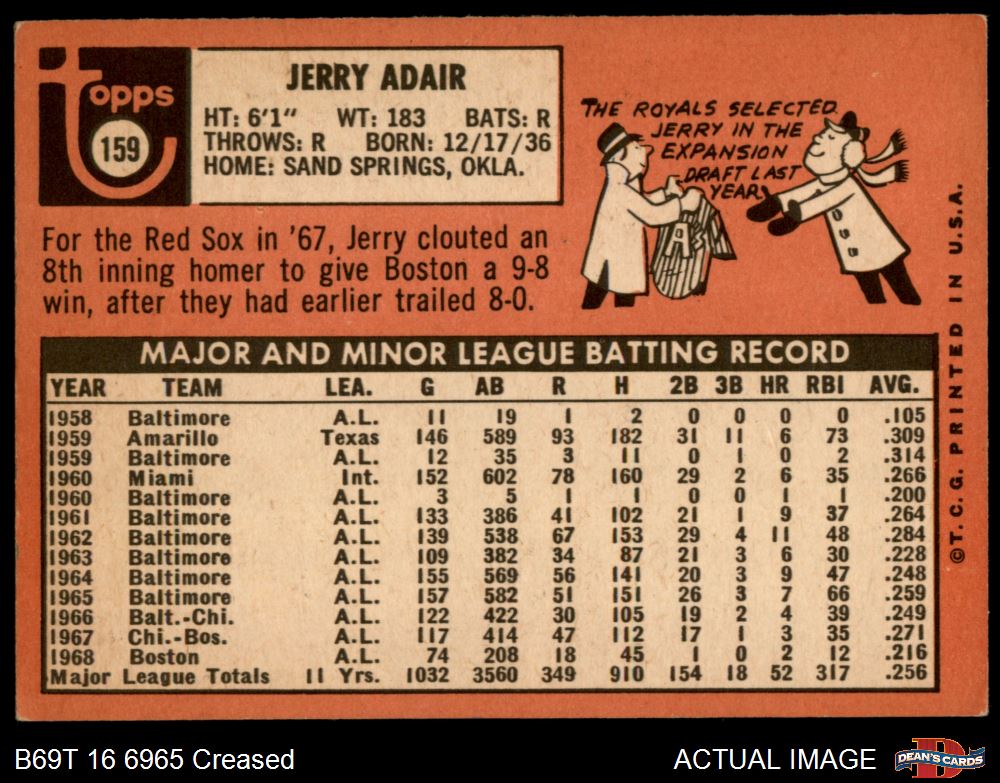 topps
159
JERRY ADAIR
HT: 6'1" WT: 183 BATS: R
THROWS: R BORN: 12/17/36
HOME: SAND SPRINGS, OKLA.
THE ROYALS SELECTED
JERRY IN THE
EXPANSION
DRAFT LAST
YEAR
A
For the Red Sox in '67, Jerry clouted an
8th inning homer to give Boston a 9-8
win, after they had earlier trailed 8-0.
MAJOR AND MINOR LEAGUE BATTING RECORD
YEAR TEAM LEA. G AB R H 2B 3B HR RBI AVG.
1958 Baltimore A.L. 11 19 1 2 0 0 0 0 .105
1959 Amarillo Texas 146 589 93 182 31 11 6 73 .309
1959 Baltimore A.L. 12 35 3 11 0 1 0 2 .314
1960 Miami Int. 152 602 78 160 29 2 6 35 .266
1960 Baltimore A.L. 3 5 1 1 0 0 1 1 .200
1961 Baltimore A.L. 133 386 41 102 21 1 9 37 .264
1962 Baltimore A.L. 139 538 67 153 29 4 11 48 .284
1963 Baltimore A.L. 109 382 34 87 21 3 6 30 .228
1964 Baltimore A.L. 155 569 56 141 20 3 9 47 .248
1965 Baltimore A.L. 157 582 51 151 26 3 7 66 .259
1966 Balt.-Chi. A.L. 122 422 30 105 19 2 4 39 .249
1967 Chi.-Bos. A.L. 117 414 47 112 17 1 3 35 .271
1968 Boston A.L. 74 208 18 45 1 0 2 12 .216
Major League Totals 11 Yrs. 1032 3560 349 910 154 18 52 317 .256
©T. C. G. PRINTED IN U.S.A.
B69T 16 6965 Creased
ACTUAL IMAGE
D
DEAN'S CARDS